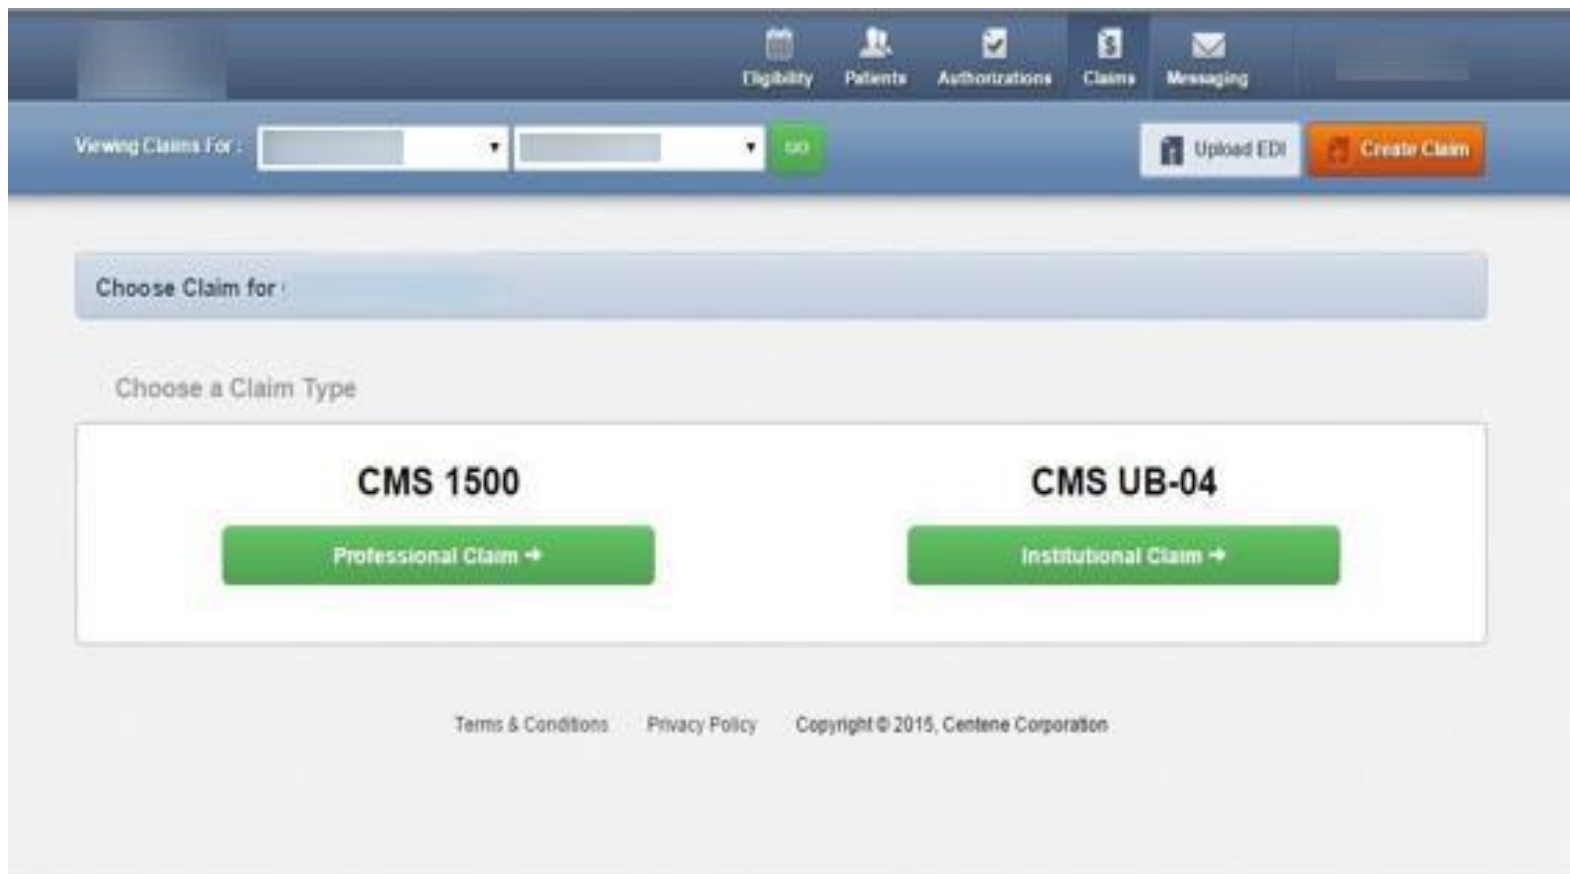 Eligibility Patients Authorizations Claims Messaging
Viewing Claims For : GO Upload EDI Create Claim
Choose Claim for
Choose a Claim Type
CMS 1500 CMS UB-04
Professional Claim → Institutional Claim →
Terms & Conditions Privacy Policy Copyright © 2015, Centene Corporation